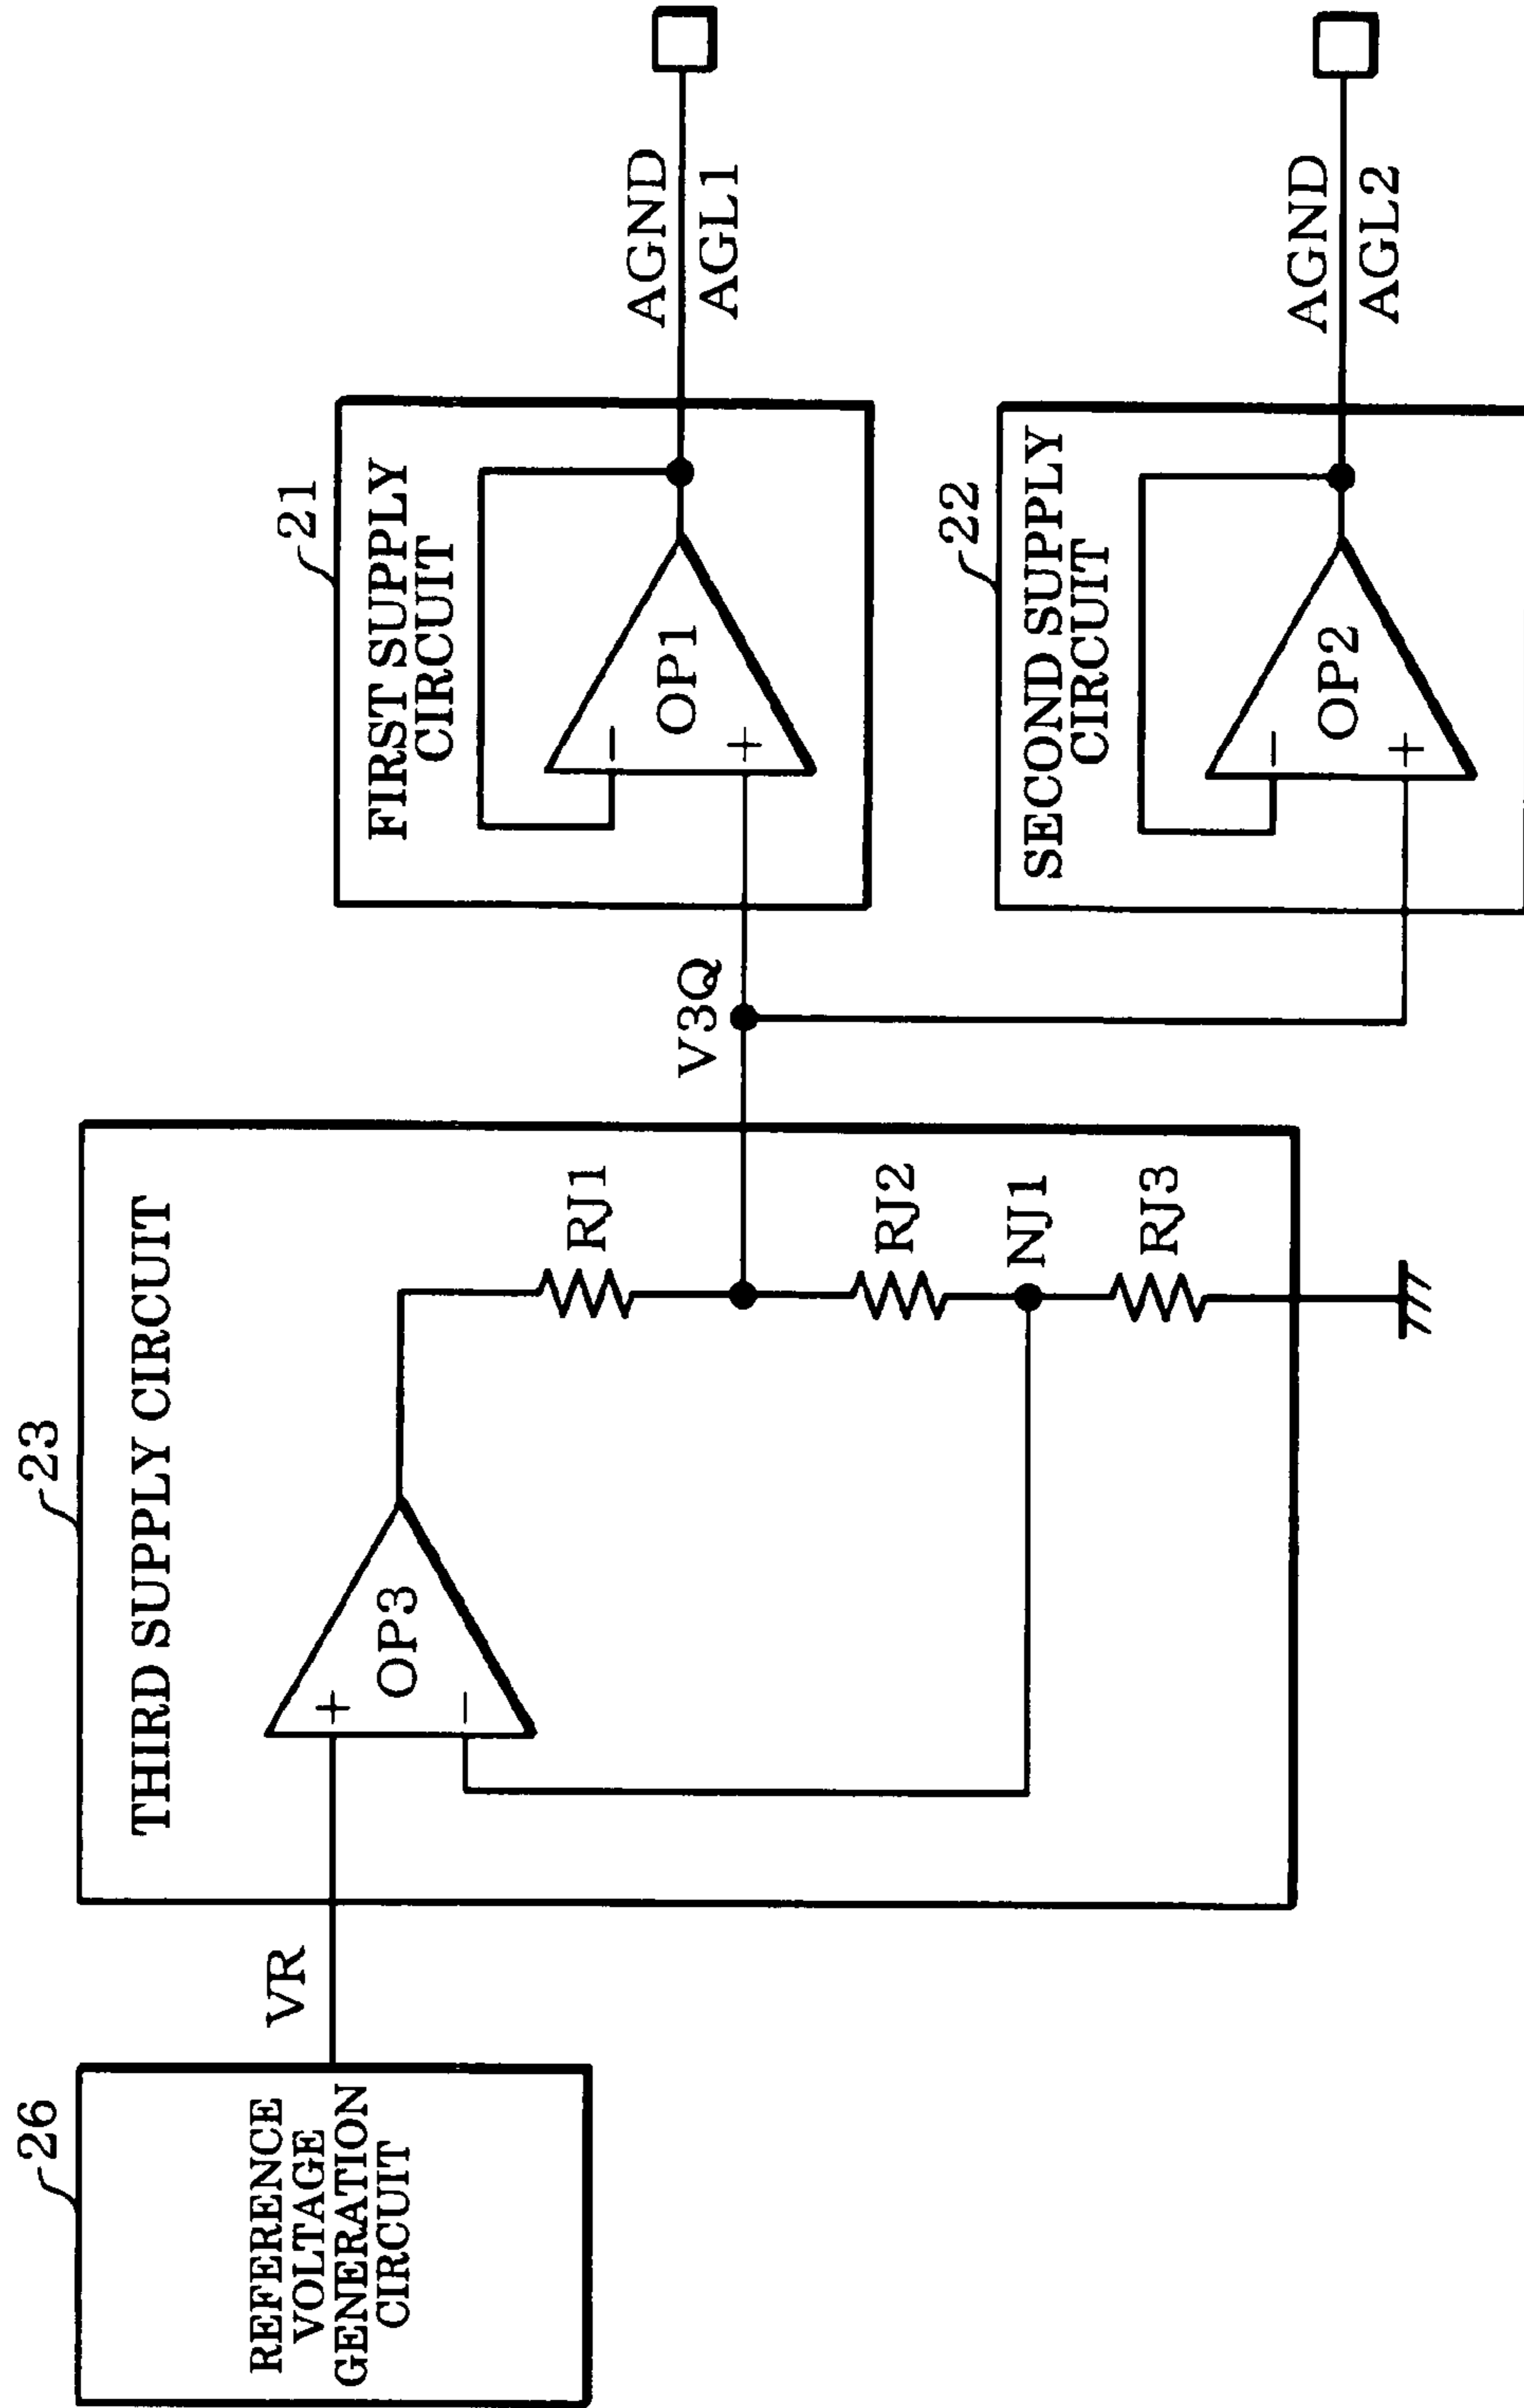 26
REFERENCE
VOLTAGE
GENERATION
CIRCUIT
VR
23
THIRD SUPPLY CIRCUIT
+
OP3
−
RJ1
RJ2
NJ1
RJ3
V3Q
21
FIRST SUPPLY
CIRCUIT
−
OP1
+
AGND
AGL1
22
SECOND SUPPLY
CIRCUIT
−
OP2
+
AGND
AGL2